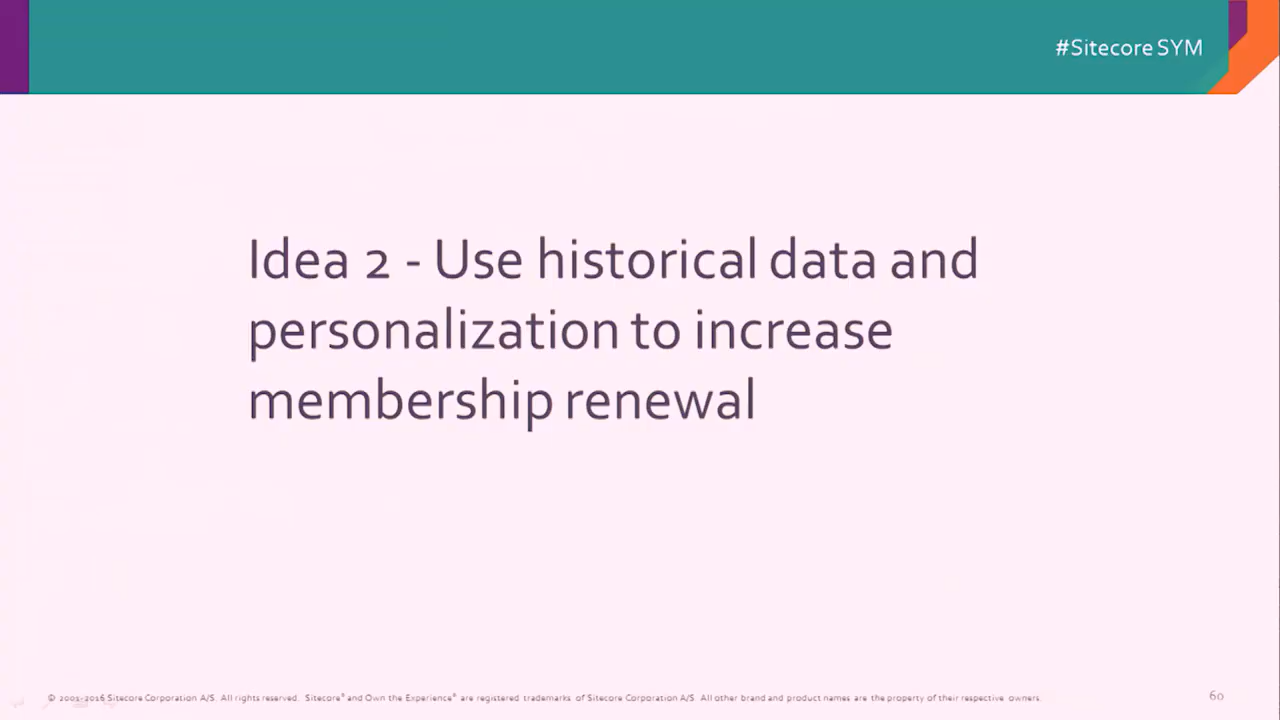 #Sitecore SYM
Idea 2 - Use historical data and
personalization to increase
membership renewal
© 2001-2016 Sitecore Corporation A/S. All rights reserved. Sitecore® and Own the Experience® are registered trademarks of Sitecore Corporation A/S. All other brand and product names are the property of their respective owners.
60